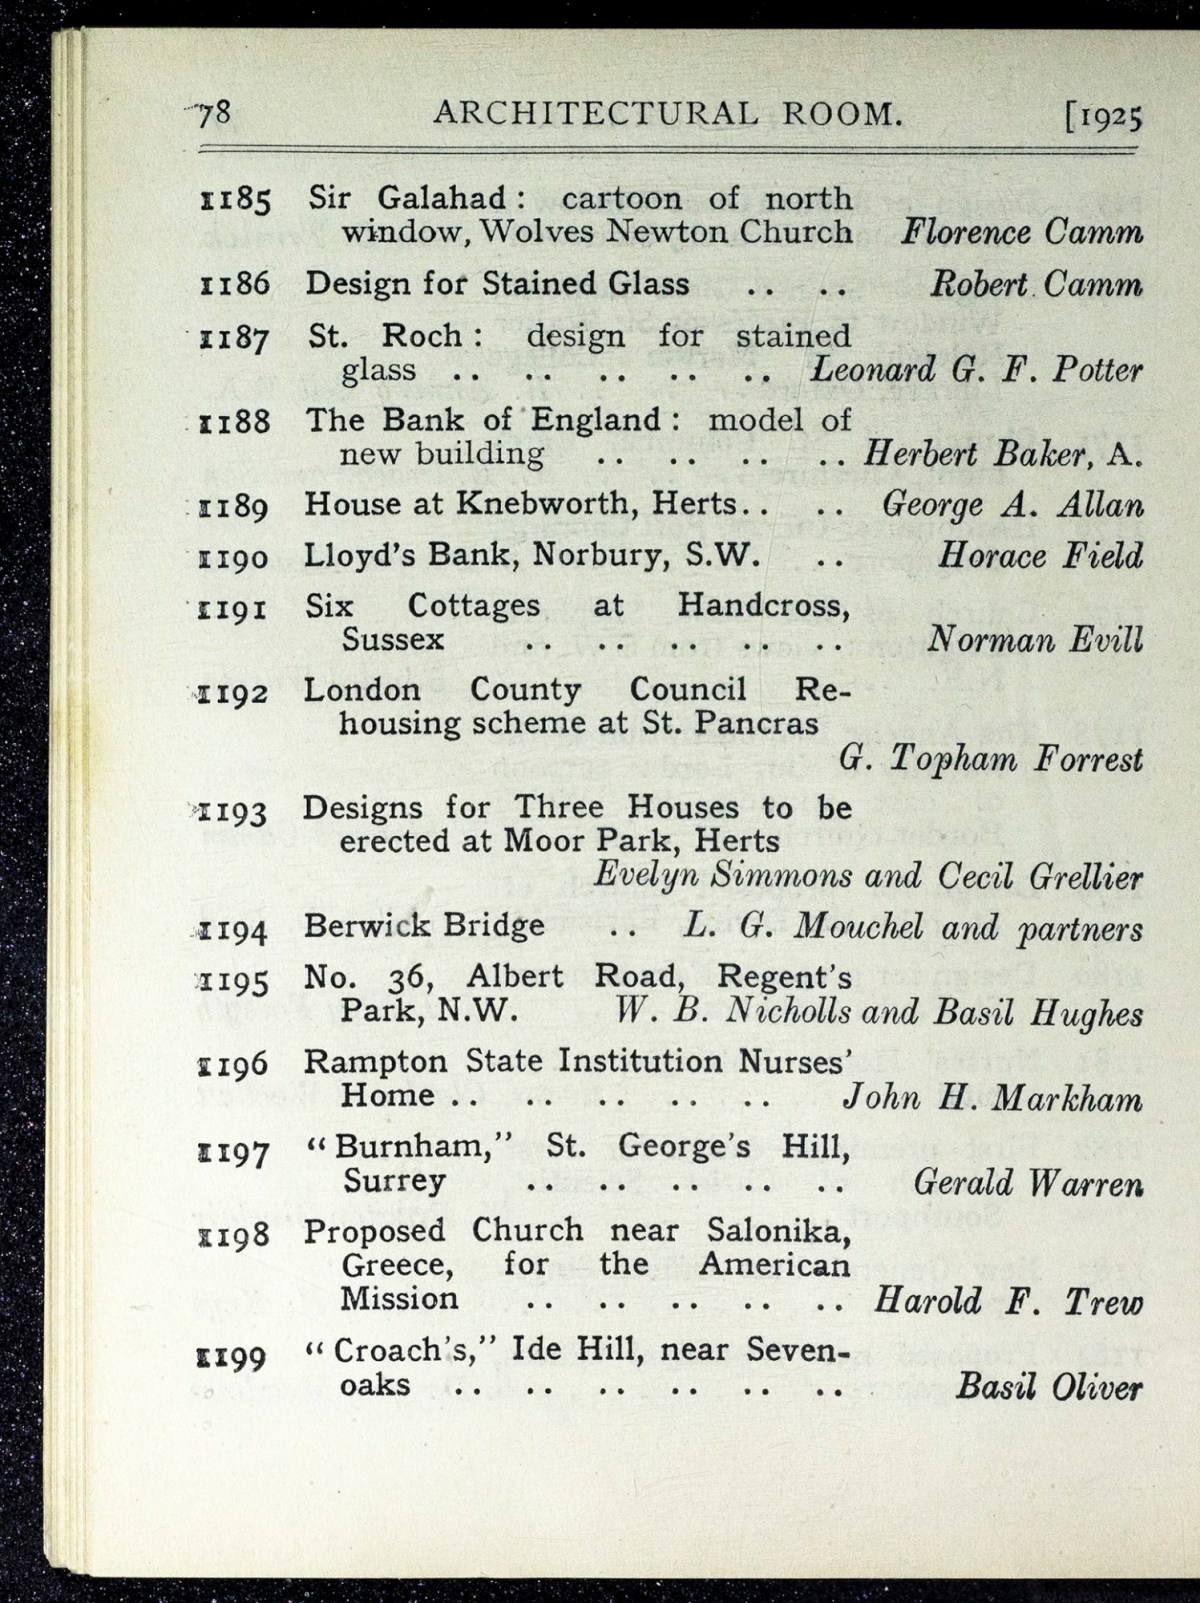 78 ARCHITECTURAL ROOM. [1925
1185 Sir Galahad : cartoon of north
window, Wolves Newton Church Florence Camm
1186 Design for Stained Glass .. .. Robert Camm
1187 St. Roch : design for stained
glass .. .. .. .. .. Leonard G. F. Potter
1188 The Bank of England : model of
new building .. .. .. .. Herbert Baker, A.
1189 House at Knebworth, Herts.. .. George A. Allan
1190 Lloyd's Bank, Norbury, S.W. .. Horace Field
1191 Six Cottages at Handcross,
Sussex .. .. .. .. .. Norman Evill
1192 London County Council Re-
housing scheme at St. Pancras
G. Topham Forrest
1193 Designs for Three Houses to be
erected at Moor Park, Herts
Evelyn Simmons and Cecil Grellier
1194 Berwick Bridge .. L. G. Mouchel and partners
1195 No. 36, Albert Road, Regent's
Park, N.W. W. B. Nicholls and Basil Hughes
1196 Rampton State Institution Nurses'
Home .. .. .. .. .. John H. Markham
1197 "Burnham," St. George's Hill,
Surrey .. .. .. .. .. Gerald Warren
1198 Proposed Church near Salonika,
Greece, for the American
Mission .. .. .. .. .. Harold F. Trew
1199 "Croach's," Ide Hill, near Seven-
oaks .. .. .. .. .. .. Basil Oliver